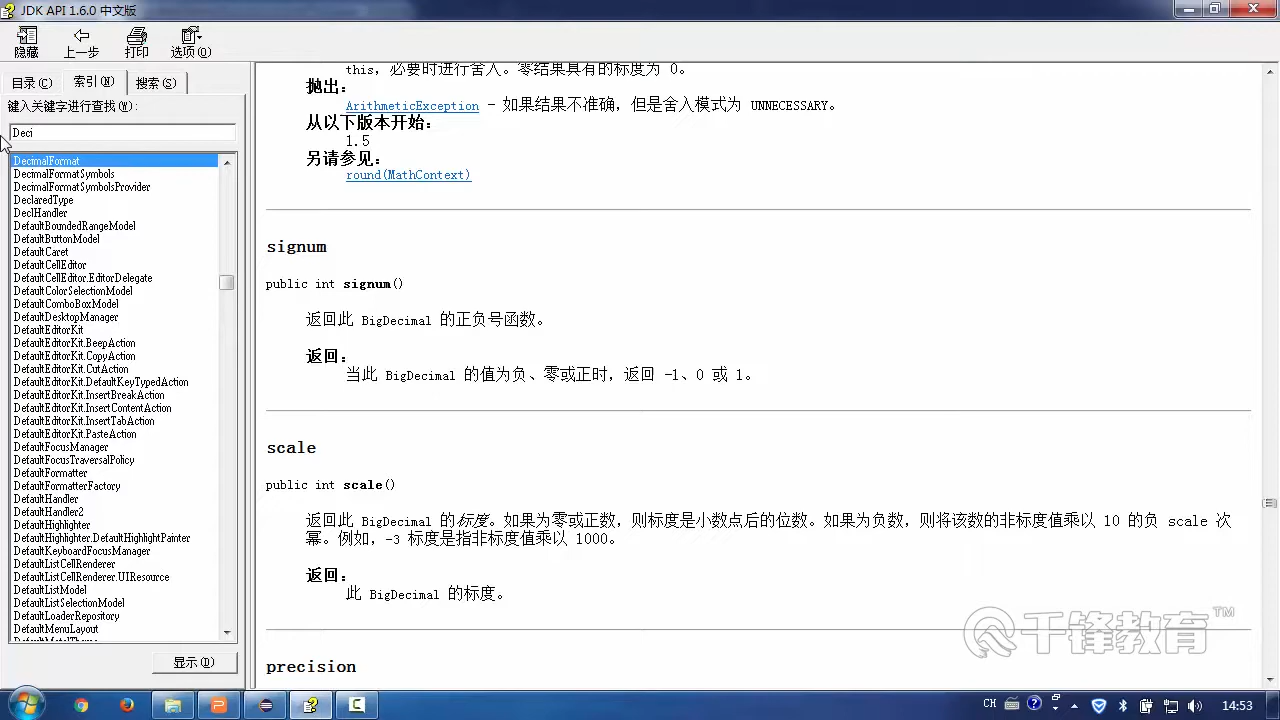 JDK API 1.6.0 中文版
隐藏
上一步
打印
选项(O)
目录(C)
索引(N)
搜索(S)
键入关键字进行查找(W):
Deci
DecimalFormat
DecimalFormatSymbols
DecimalFormatSymbolsProvider
DeclaredType
DeclHandler
DefaultBoundedRangeModel
DefaultButtonModel
DefaultCaret
DefaultCellEditor
DefaultCellEditor.EditorDelegate
DefaultColorSelectionModel
DefaultComboBoxModel
DefaultDesktopManager
DefaultEditorKit
DefaultEditorKit.BeepAction
DefaultEditorKit.CopyAction
DefaultEditorKit.CutAction
DefaultEditorKit.DefaultKeyTypedAction
DefaultEditorKit.InsertBreakAction
DefaultEditorKit.InsertContentAction
DefaultEditorKit.InsertTabAction
DefaultEditorKit.PasteAction
DefaultFocusManager
DefaultFocusTraversalPolicy
DefaultFormatter
DefaultFormatterFactory
DefaultHandler
DefaultHandler2
DefaultHighlighter
DefaultHighlighter.DefaultHighlightPainter
DefaultKeyboardFocusManager
DefaultListCellRenderer
DefaultListCellRenderer.UIResource
DefaultListModel
DefaultListSelectionModel
DefaultLoaderRepository
DefaultMenuLayout
显示(D)
this，必要时进行舍入。零结果具有的标度为 0。
抛出：
ArithmeticException - 如果结果不准确，但是舍入模式为 UNNECESSARY。
从以下版本开始：
1.5
另请参见：
round(MathContext)
signum
public int signum()
返回此 BigDecimal 的正负号函数。
返回：
当此 BigDecimal 的值为负、零或正时，返回 -1、0 或 1。
scale
public int scale()
返回此 BigDecimal 的标度。如果为零或正数，则标度是小数点后的位数。如果为负数，则将该数的非标度值乘以 10 的负 scale 次
幂。例如，-3 标度是指非标度值乘以 1000。
返回：
此 BigDecimal 的标度。
千锋教育™
precision
CH
14:53